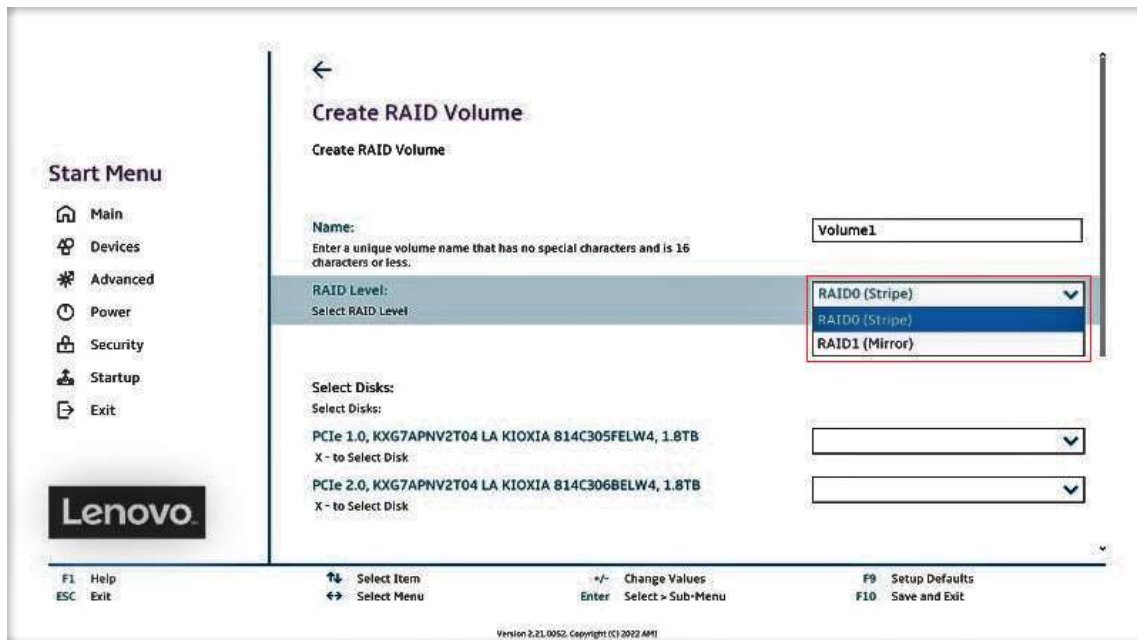 Create RAID Volume
Create RAID Volume
Start Menu
Main
Devices
Advanced
Power
Security
Startup
Exit
Lenovo.
Name:
Enter a unique volume name that has no special characters and is 16
characters or less.
Volume1
RAID Level:
Select RAID Level
RAID0 (Stripe)
RAID0 (Stripe)
RAID1 (Mirror)
Select Disks:
Select Disks:
PCIe 1.0, KXG7APNV2T04 LA KIOXIA 814C305FELW4, 1.8TB
X - to Select Disk
PCIe 2.0, KXG7APNV2T04 LA KIOXIA 814C306BELW4, 1.8TB
X - to Select Disk
F1 Help
ESC Exit
↑↓ Select Item
↔ Select Menu
+/- Change Values
Enter Select > Sub-Menu
F9 Setup Defaults
F10 Save and Exit
Version 2.21.0052. Copyright (C) 2022 AMI